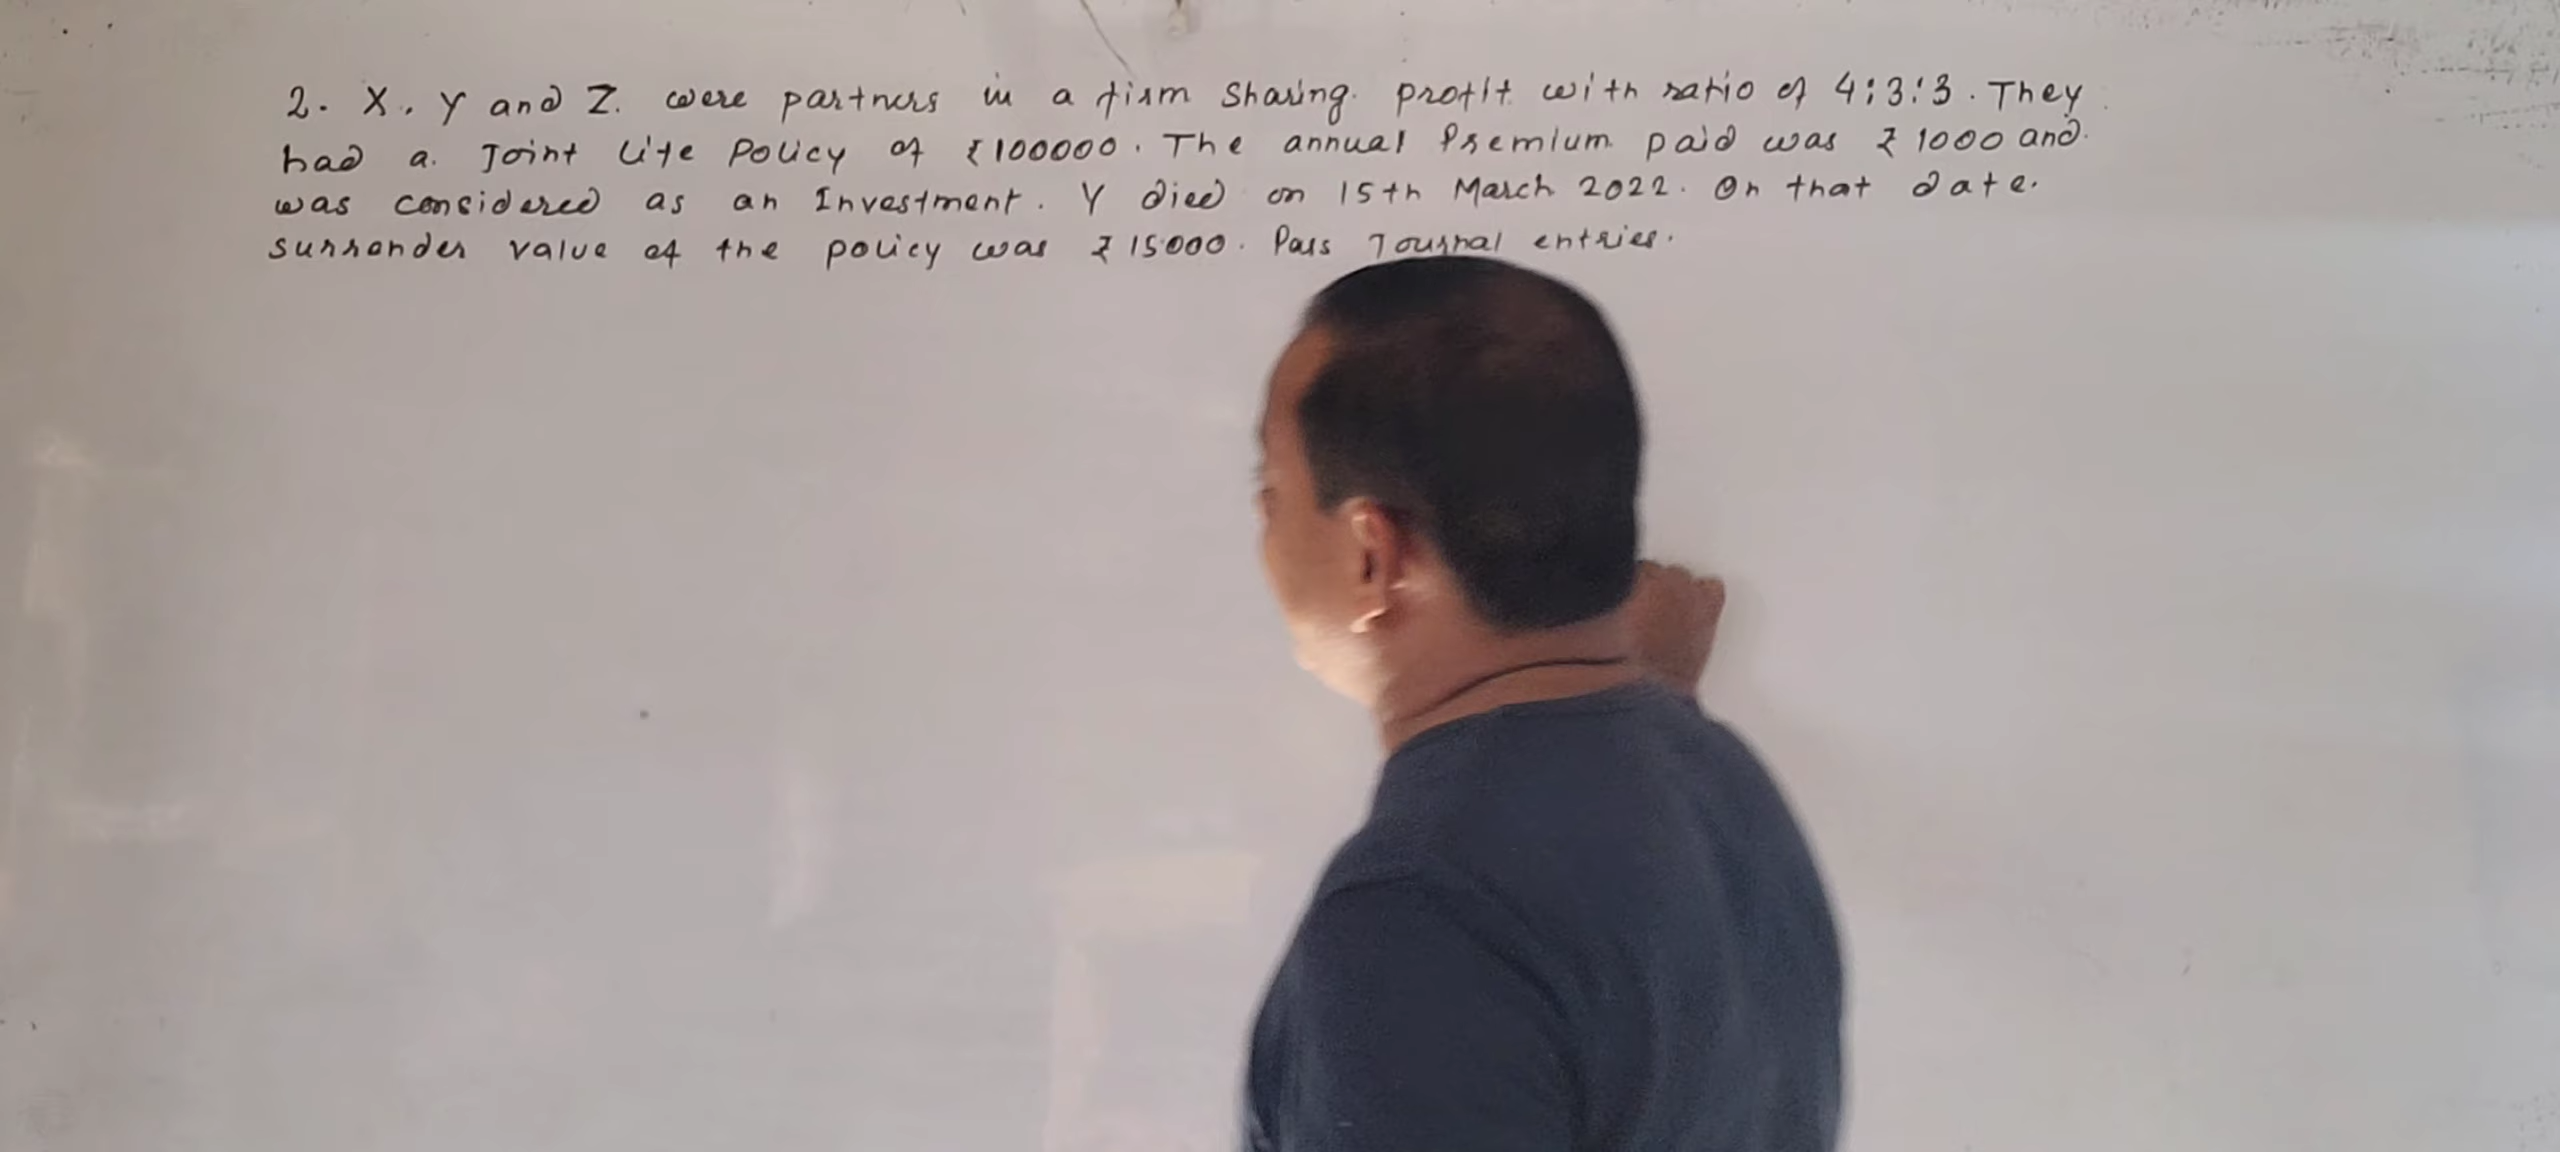 2. X, Y and Z. were partners in a firm sharing profit with ratio of 4:3:3. They
had a Joint Life Policy of ₹100000. The annual Premium paid was ₹1000 and
was considered as an Investment. Y died on 15th March 2022. On that date.
surrender value of the policy was ₹15000. Pass Journal entries.